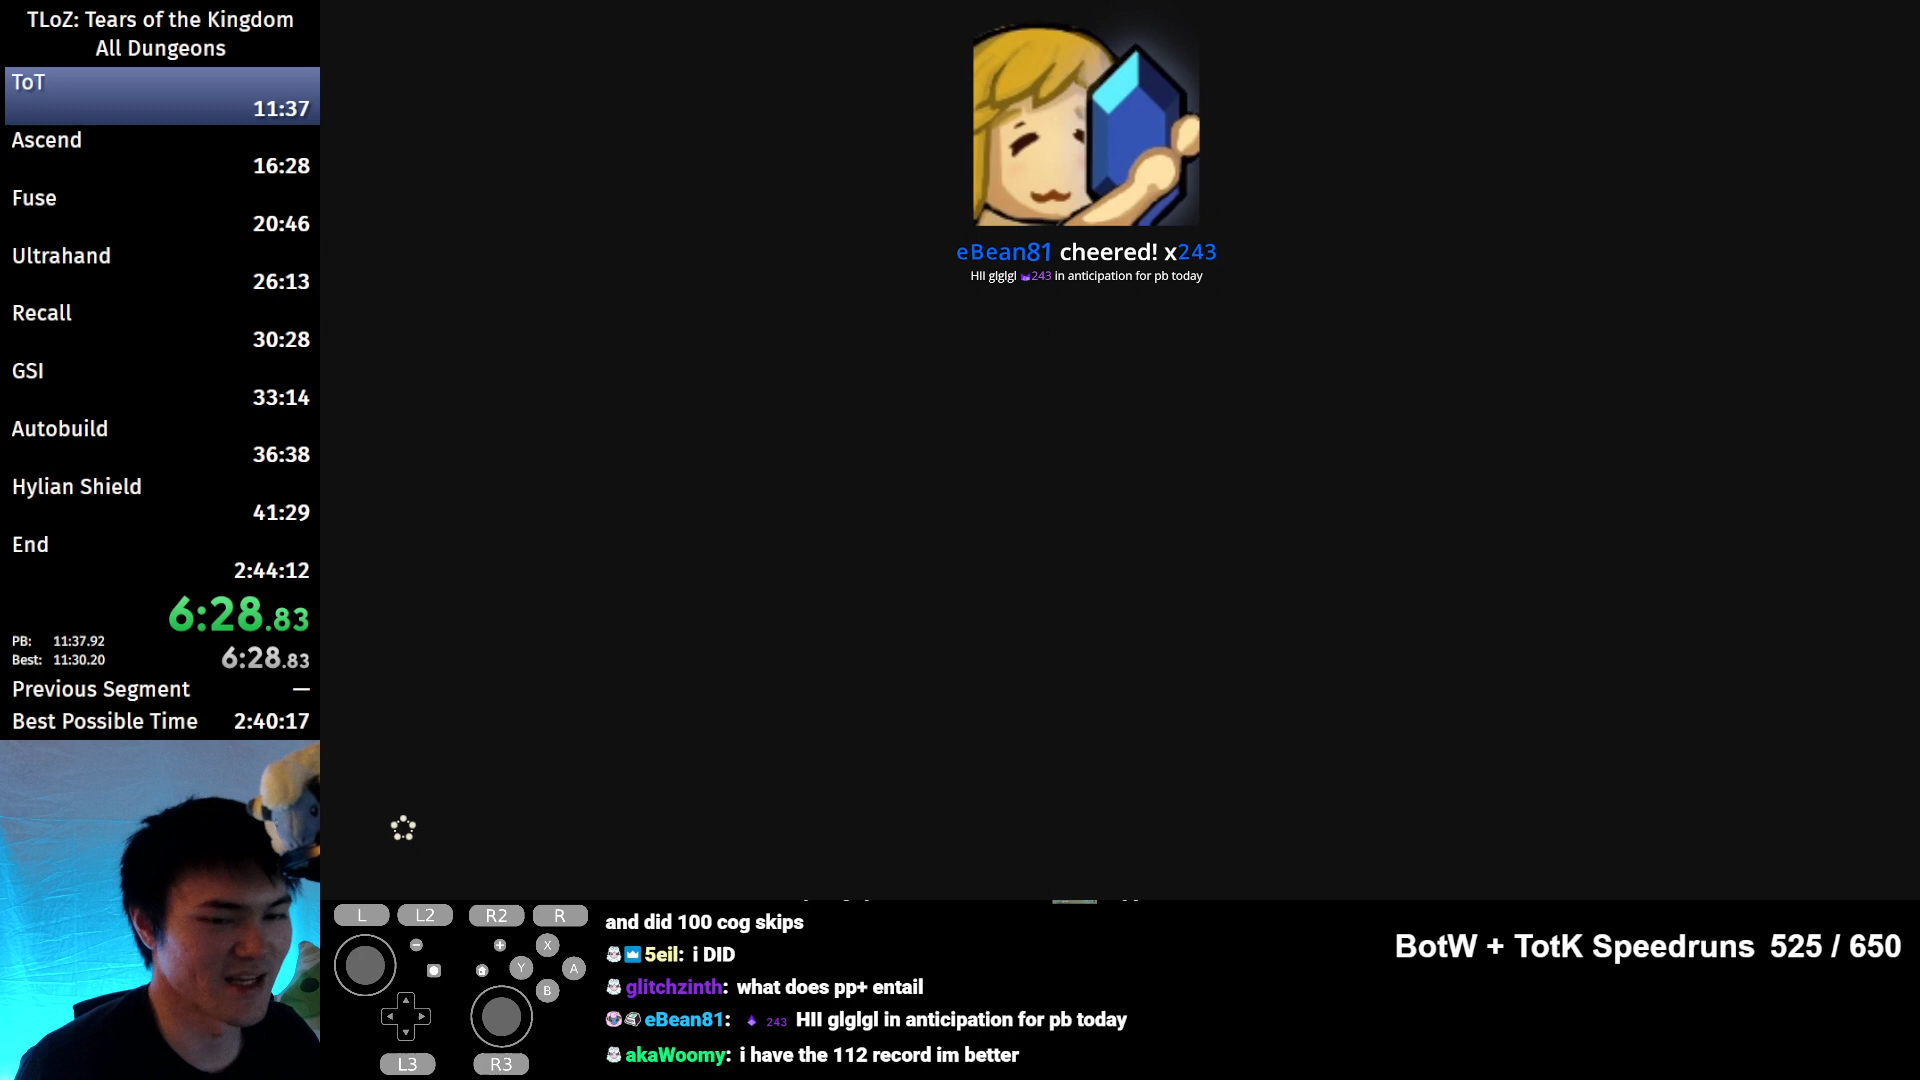 TLoZ: Tears of the Kingdom
All Dungeons
ToT
11:37
Ascend
16:28
Fuse
20:46
Ultrahand
26:13
Recall
30:28
GSI
33:14
Autobuild
36:38
Hylian Shield
41:29
End
2:44:12
6:28.83
PB: 11:37.92
Best: 11:30.20
6:28.83
Previous Segment —
Best Possible Time 2:40:17
eBean81 cheered! x243
HII glglgl 243 in anticipation for pb today
L L2 R2 R
X
Y A
B
L3 R3
and did 100 cog skips
5eil: i DID
glitchzinth: what does pp+ entail
eBean81: 243 HII glglgl in anticipation for pb today
akaWoomy: i have the 112 record im better
BotW + TotK Speedruns 525 / 650